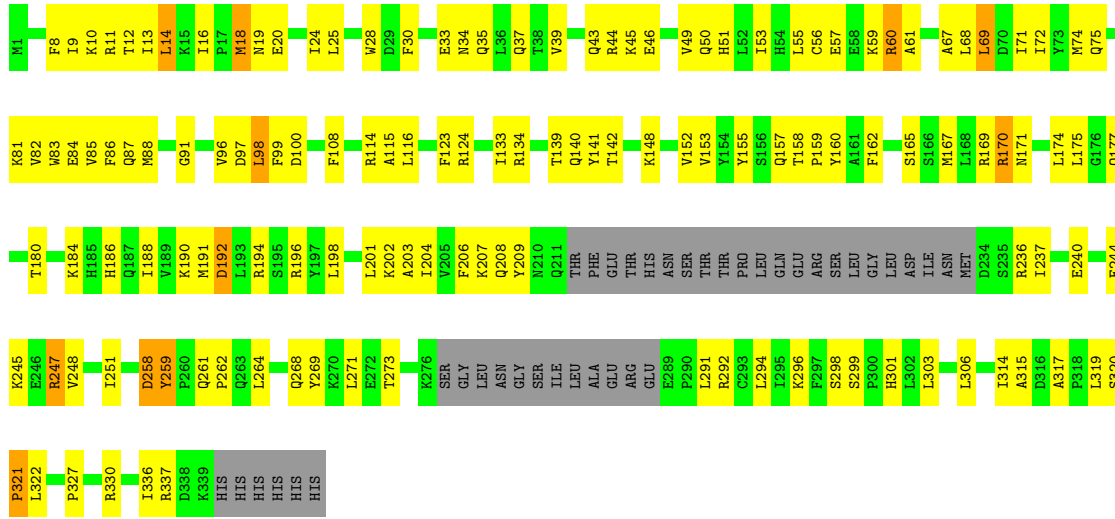 M1 F8 I9 K10 R11 T12 I13 L14 K15 I16 P17 M18 N19 E20 I24 L25 W28 D29 F30 E33 N34 Q35 L36 Q37 T38 V39 Q43 R44 K45 E46 V49 Q50 H51 L52 I53 H54 L55 C56 E57 E58 K59 R60 A61 A67 L68 L69 D70 T71 I72 Y73 M74 Q75
K81 V82 W83 E84 V85 F86 Q87 M88 G91 V96 D97 L98 F99 D100 F108 R114 A115 L116 F123 R124 I133 R134 T139 Q140 Y141 T142 K148 V152 V153 Y154 Y155 S156 Q157 T158 P159 Y160 A161 F162 S165 S166 M167 L168 R169 R170 N171 L174 L175 G176
T180 K184 H185 H186 Q187 I188 V189 K190 M191 D192 L193 R194 S195 R196 Y197 L198 L201 K202 A203 I204 V205 F206 K207 Q208 Y209 N210 Q211 THR PHE GLU THR HIS ASN SER THR THR PRO LEU GLN GLU ARG SER LEU GLY LEU ASP ILE ASN MET D234 S235 R236 I237 E240
K245 E246 R247 V248 I251 D258 Y259 P260 Q261 P262 Q263 L264 Q268 Y269 K270 L271 E272 T273 K276 SER GLY LEU ASN GLY SER ILE LEU ALA GLU ARG GLU E289 P290 L291 R292 C293 L294 I295 K296 F297 S298 S299 P300 H301 L302 L303 L306 I314 A315 D316 A317 P318 L319 S320
P321 L322 P327 R330 I336 R337 D338 K339 HIS HIS HIS HIS HIS HIS